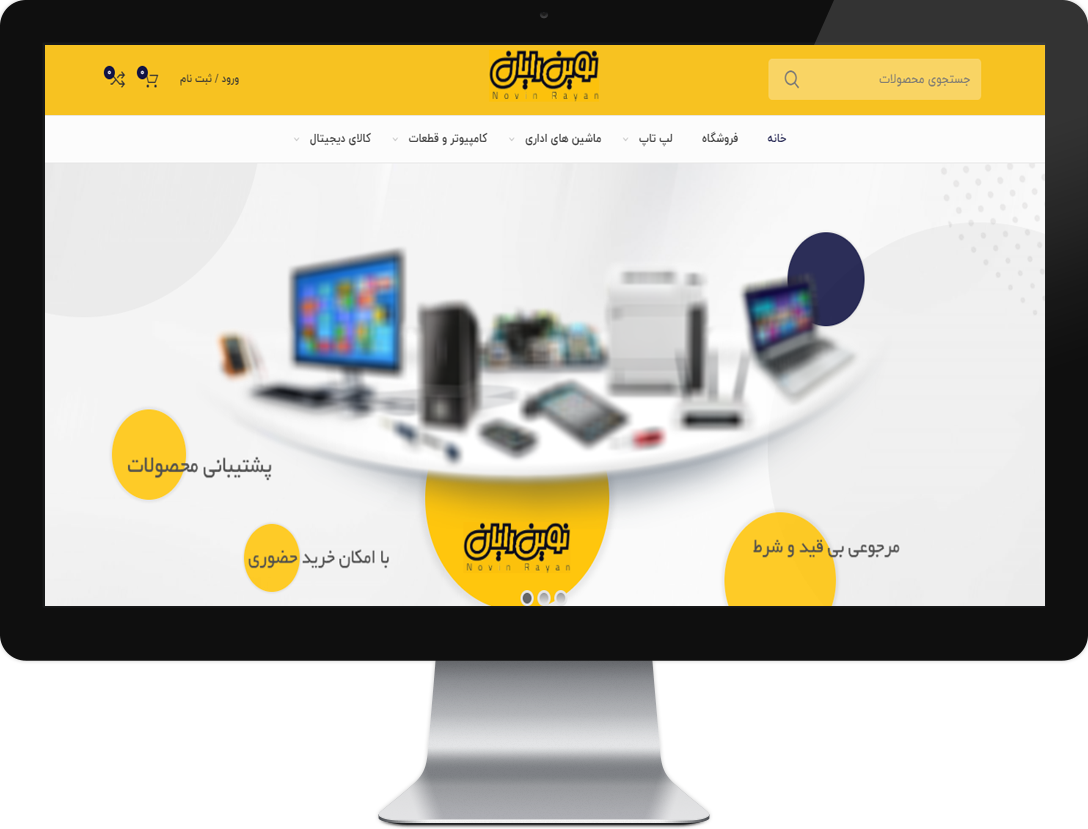 جستجوی محصولات
نوین رایان
Novin Rayan
ورود / ثبت نام
0
0
خانه
فروشگاه
لپ تاپ
ماشین های اداری
کامپیوتر و قطعات
کالای دیجیتال
پشتیبانی محصولات
مرجوعی بی قید و شرط
نوین رایان
Novin Rayan
با امکان خرید حضوری